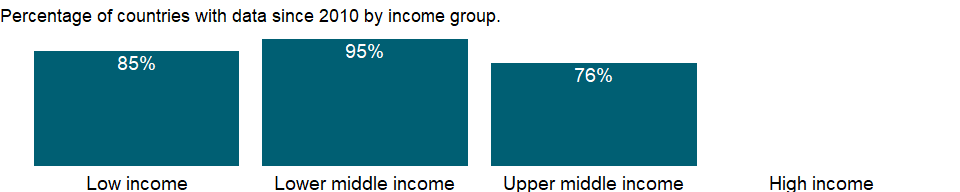 Percentage of countries with data since 2010 by income group.
85%
95%
76%
Low income
Lower middle income
Upper middle income
High income